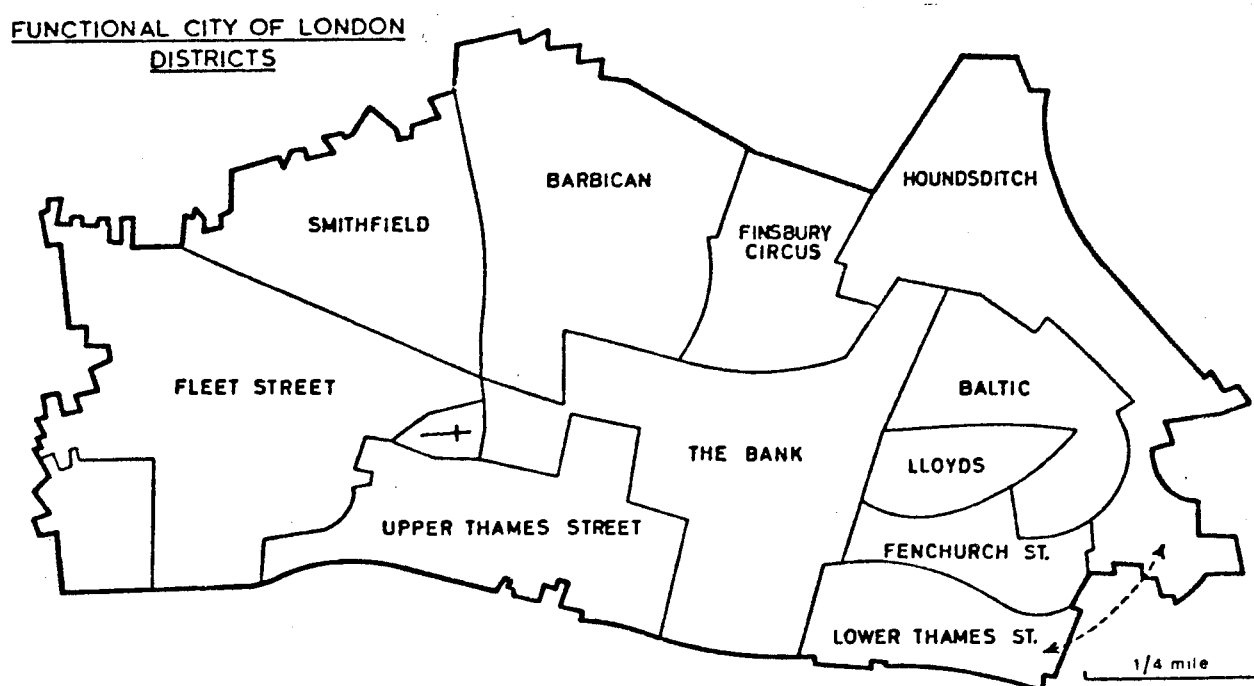 FUNCTIONAL CITY OF LONDON
DISTRICTS
BARBICAN
HOUNDSDITCH
SMITHFIELD
FINSBURY
CIRCUS
FLEET STREET
BALTIC
THE BANK
LLOYDS
UPPER THAMES STREET
FENCHURCH ST.
LOWER THAMES ST.
1/4 mile